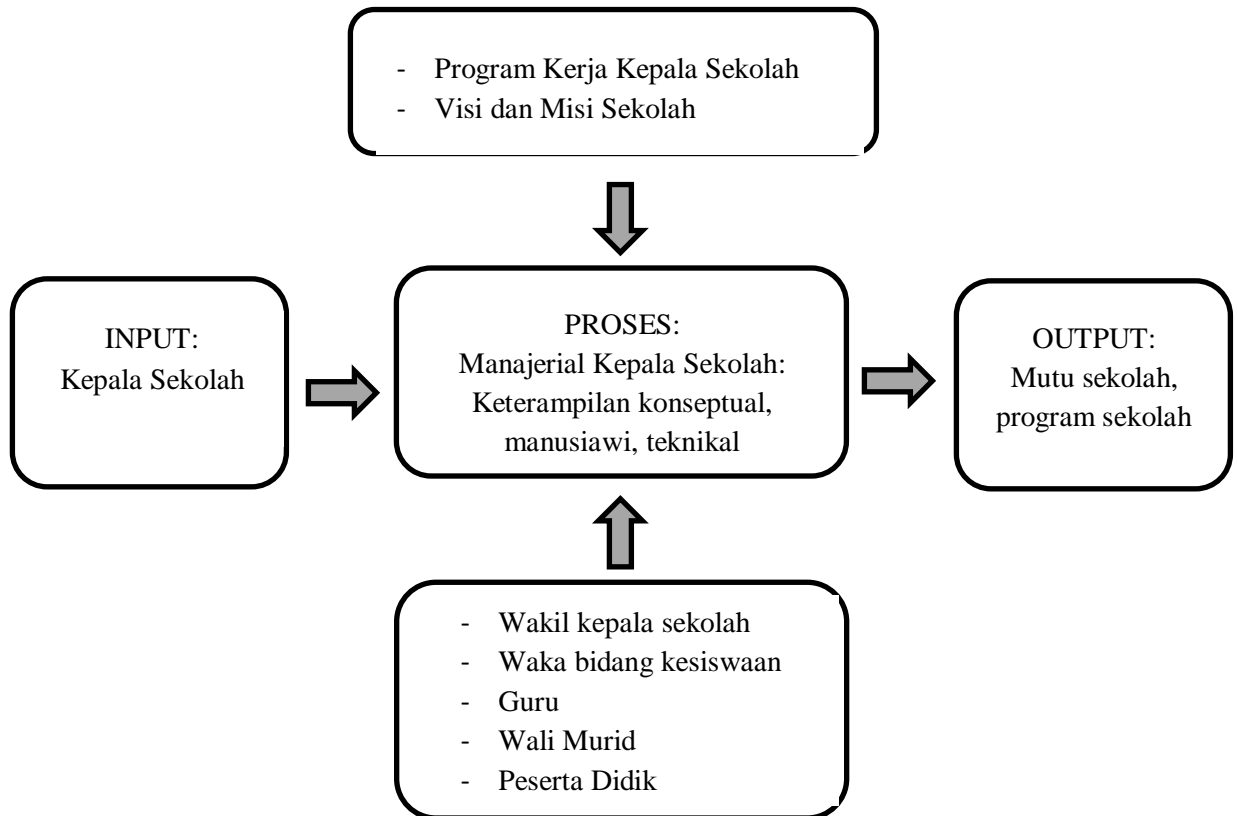 - Program Kerja Kepala Sekolah
- Visi dan Misi Sekolah
INPUT:
Kepala Sekolah
PROSES:
Manajerial Kepala Sekolah:
Keterampilan konseptual,
manusiawi, teknikal
OUTPUT:
Mutu sekolah,
program sekolah
- Wakil kepala sekolah
- Waka bidang kesiswaan
- Guru
- Wali Murid
- Peserta Didik